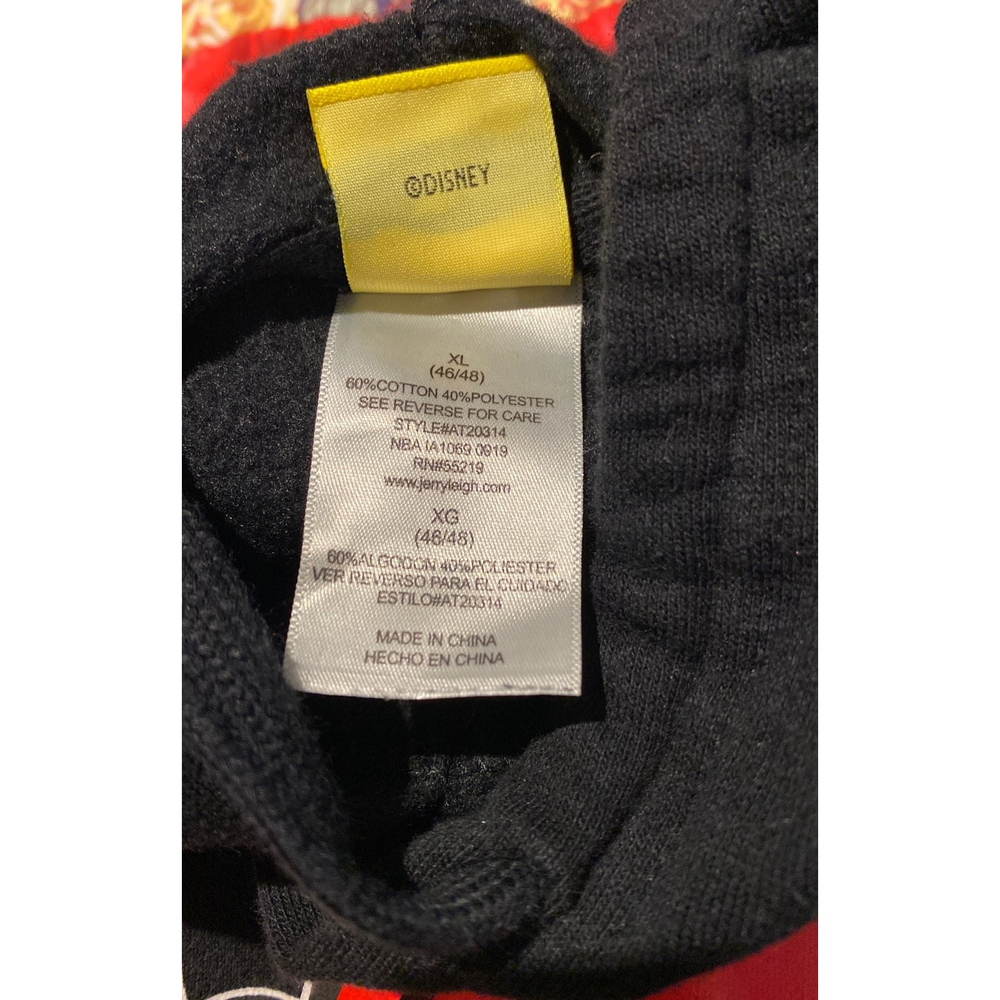 ©DISNEY
XL
(46/48)
60%COTTON 40%POLYESTER
SEE REVERSE FOR CARE
STYLE#AT20314
NBA IA1069 0919
RN#55219
www.jerryleigh.com
XG
(46/48)
60%ALGODON 40%POLIESTER
VER REVERSO PARA EL CUIDADO
ESTILO#AT20314
MADE IN CHINA
HECHO EN CHINA